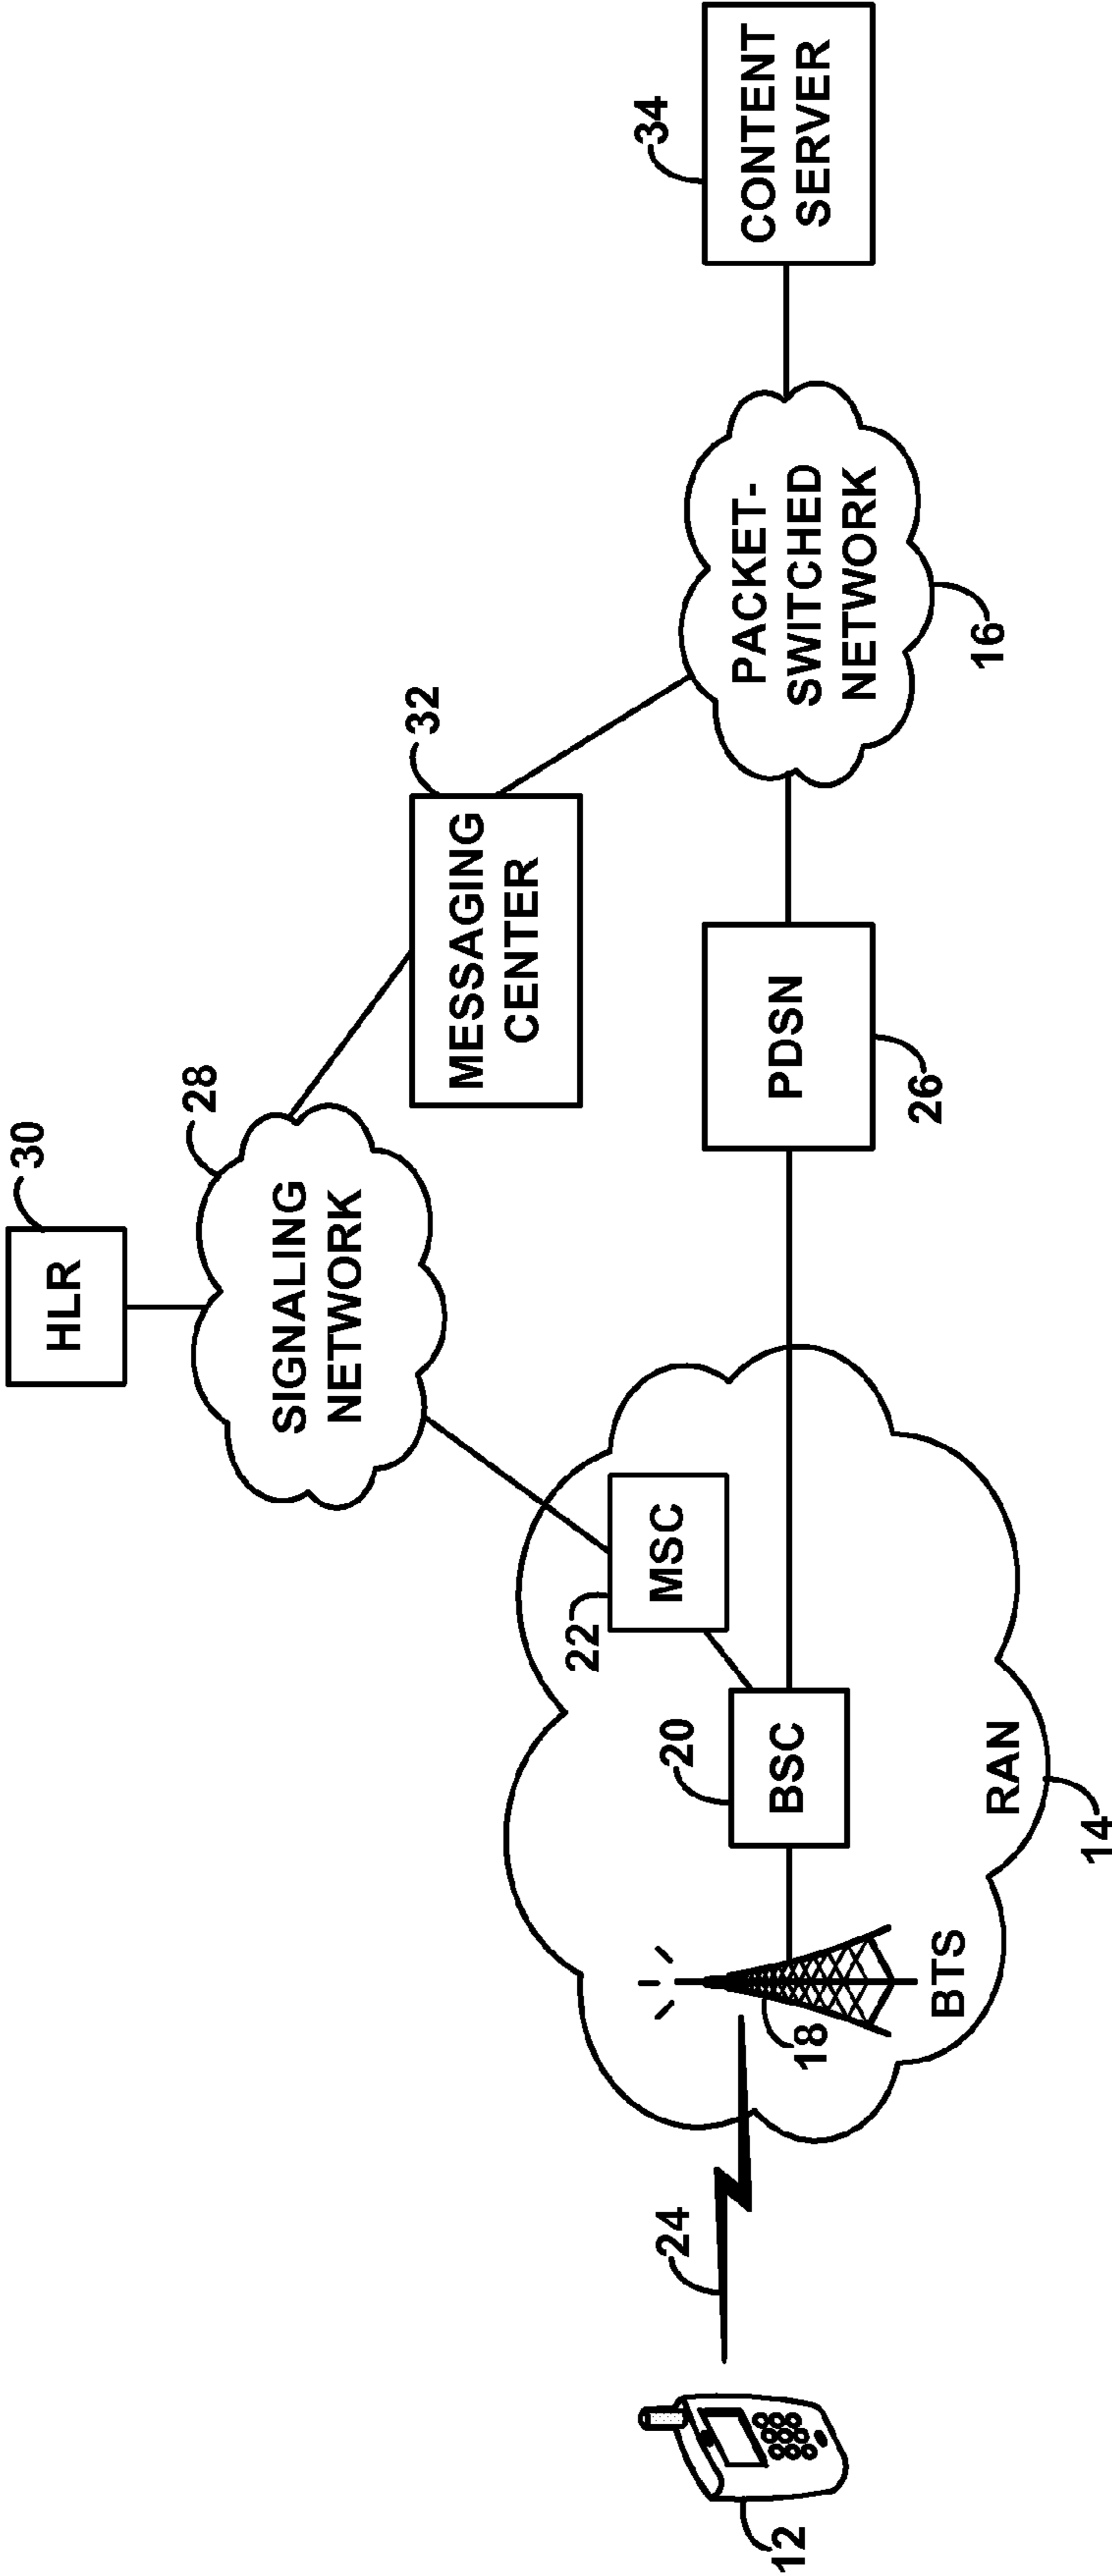 30
HLR
28
SIGNALING
NETWORK
32
MESSAGING
CENTER
22
MSC
34
CONTENT
SERVER
24
20
BSC
PDSN
26
PACKET-
SWITCHED
NETWORK
16
12
18
BTS
RAN
14